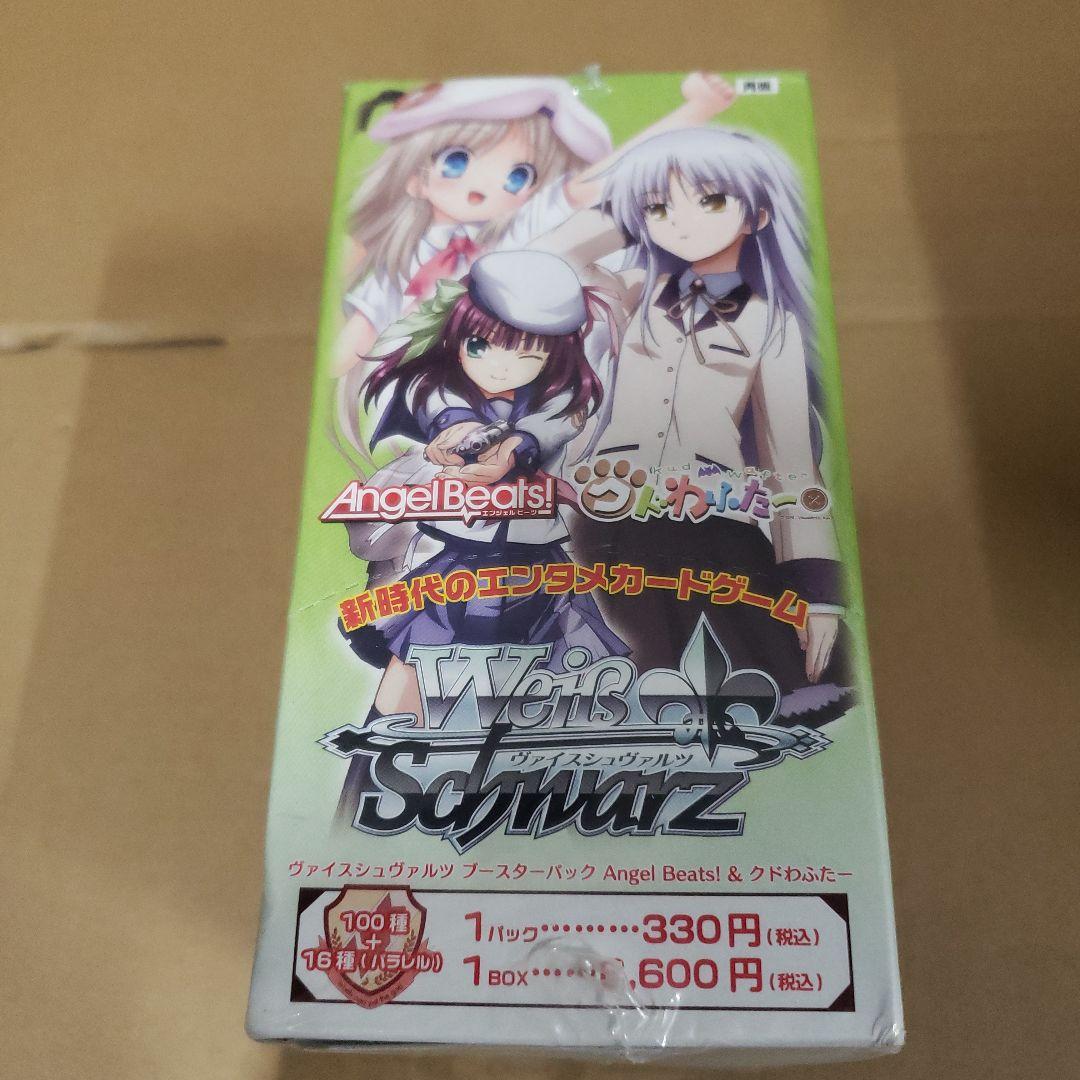 再販
Angel Beats!
エンジェルビーツ
Kud Wafter
クドわふたー
新時代のエンタメカードゲーム
Weiß
ヴァイスシュヴァルツ
Schwarz
ヴァイスシュヴァルツ ブースターパック Angel Beats! & クドわふたー
100種
+
16種(パラレル)
1パック………330円(税込)
1BOX……,600円(税込)